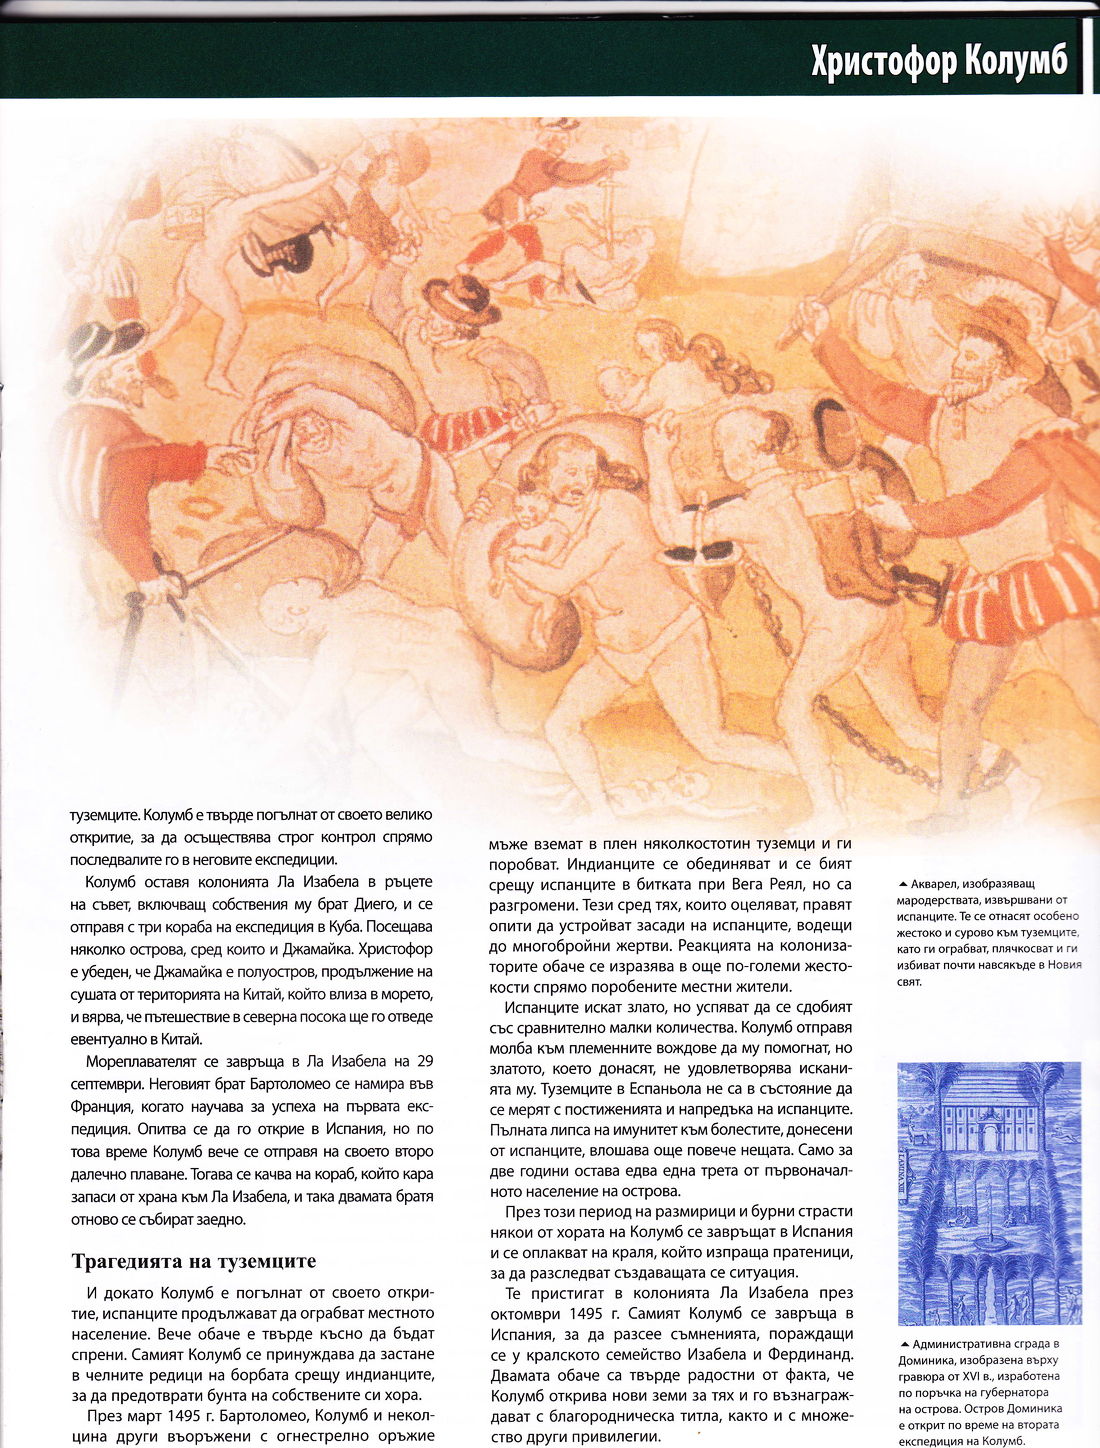 Христофор Колумб
туземците. Колумб е твърде погълнат от своето велико
откритие, за да осъществява строг контрол спрямо
последвалите го в неговите експедиции.
Колумб оставя колонията Ла Изабела в ръцете
на съвет, включващ собствения му брат Диего, и се
отправя с три кораба на експедиция в Куба. Посещава
няколко острова, сред които и Джамайка. Христофор
е убеден, че Джамайка е полуостров, продължение на
сушата от територията на Китай, който влиза в морето,
и вярва, че пътешествие в северна посока ще го отведе
евентуално в Китай.
Мореплавателят се завръща в Ла Изабела на 29
септември. Неговият брат Бартоломео се намира във
Франция, когато научава за успеха на първата екс-
педиция. Опитва се да го открие в Испания, но по
това време Колумб вече се отправя на своето второ
далечно плаване. Тогава се качва на кораб, който кара
запаси от храна към Ла Изабела, и така двамата братя
отново се събират заедно.
Трагедията на туземците
И докато Колумб е погълнат от своето откри-
тие, испанците продължават да ограбват местното
население. Вече обаче е твърде късно да бъдат
спрени. Самият Колумб се принуждава да застане
в челните редици на борбата срещу индианците,
за да предотврати бунта на собствените си хора.
През март 1495 г. Бартоломео, Колумб и некол-
цина други въоръжени с огнестрелно оръжие
мъже вземат в плен няколкостотин туземци и ги
поробват. Индианците се обединяват и се бият
срещу испанците в битката при Вега Реял, но са
разгромени. Тези сред тях, които оцеляват, правят
опити да устройват засади на испанците, водещи
до многобройни жертви. Реакцията на колониза-
торите обаче се изразява в още по-големи жесто-
кости спрямо поробените местни жители.
Испанците искат злато, но успяват да се сдобият
със сравнително малки количества. Колумб отправя
молба към племенните вождове да му помогнат, но
златото, което донасят, не удовлетворява искани-
ята му. Туземците в Еспаньола не са в състояние да
се мерят с постиженията и напредъка на испанците.
Пълната липса на имунитет към болестите, донесени
от испанците, влошава още повече нещата. Само за
две години остава едва една трета от първоначал-
ното население на острова.
През този период на размирици и бурни страсти
някои от хората на Колумб се завръщат в Испания
и се оплакват на краля, който изпраща пратеници,
за да разследват създаващата се ситуация.
Те пристигат в колонията Ла Изабела през
октомври 1495 г. Самият Колумб се завръща в
Испания, за да разсее съмненията, пораждащи
се у кралското семейство Изабела и Фердинанд.
Двамата обаче са твърде радостни от факта, че
Колумб открива нови земи за тях и го възнаграж-
дават с благородническа титла, както и с множе-
ство други привилегии.
Акварел, изобразяващ
мародерствата, извършвани от
испанците. Те се отнасят особено
жестоко и сурово към туземците,
като ги ограбват, плячкосват и ги
избиват почти навсякъде в Новия
свят.
LAMINA XIII
Административна сграда в
Доминика, изобразена върху
гравюра от XVI в., изработена
по поръчка на губернатора
на острова. Остров Доминика
е открит по време на втората
експедиция на Колумб.